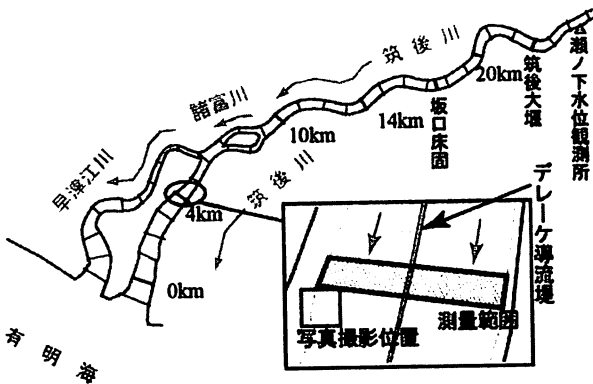 筑後川
諸富川
早津江川
筑後川
有明海
0km
4km
10km
14km
20km
坂口床固
筑後大堰
瀬ノ下水位観測所
デレーケ導流堤
測量範囲
写真撮影位置